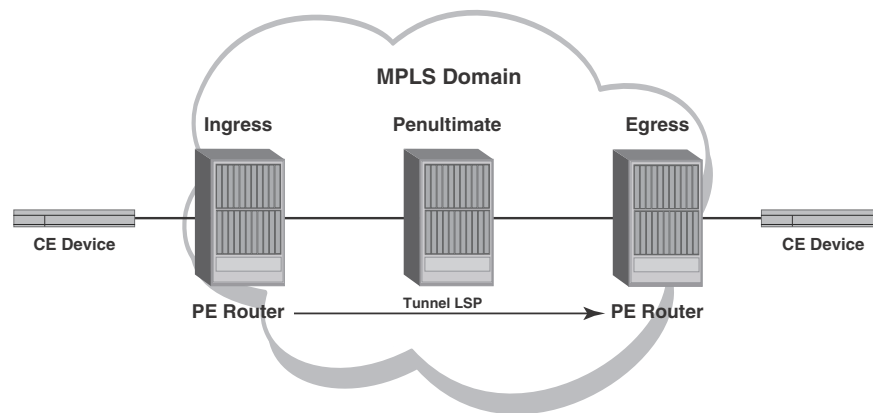 MPLS Domain
Ingress
Penultimate
Egress
CE Device
CE Device
PE Router
Tunnel LSP
PE Router